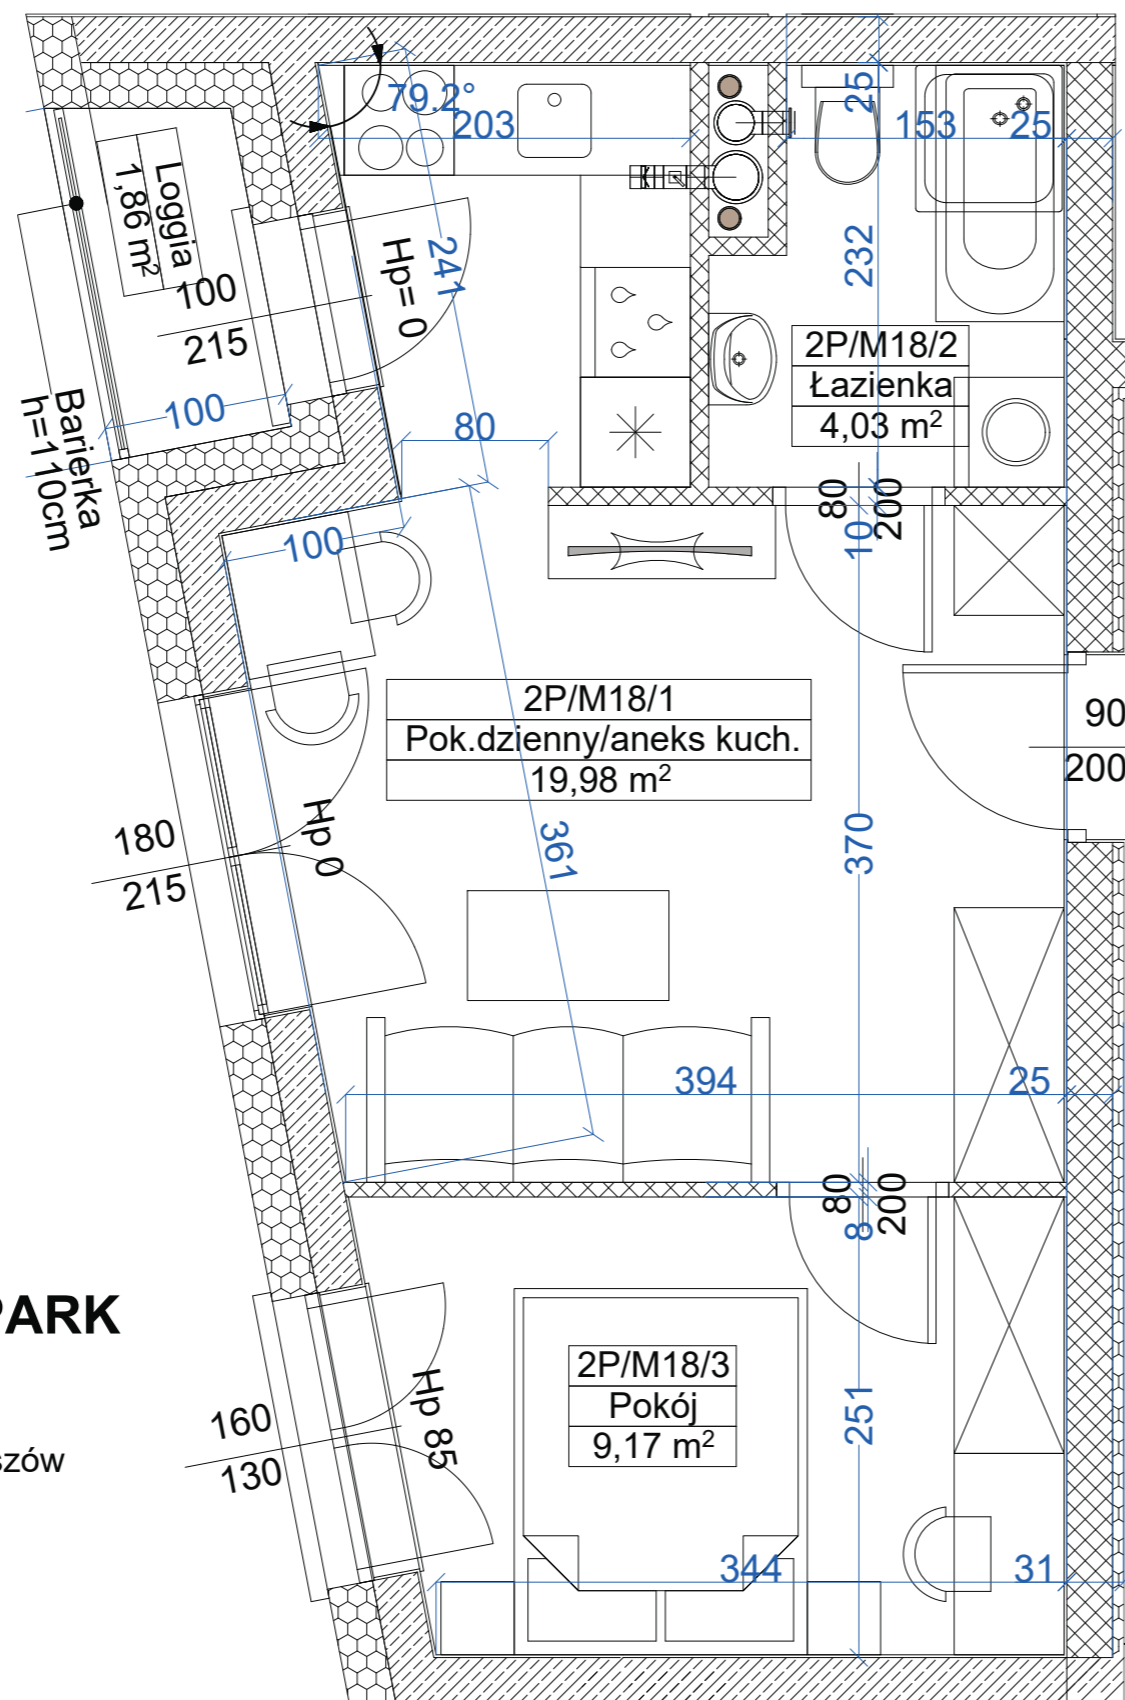 79.2°
203
25
153
25
Loggia
1,86 m²
100
215
Hp= 0
241
232
2P/M18/2
Łazienka
4,03 m²
Barierka
h=110cm
100
80
80
200
10
100
2P/M18/1
Pok.dzienny/aneks kuch.
19,98 m²
90
200
180
215
Hp 0
361
370
394
25
80
200
8
PARK
2P/M18/3
Pokój
9,17 m²
160
130
Hp 85
251
szów
344
31